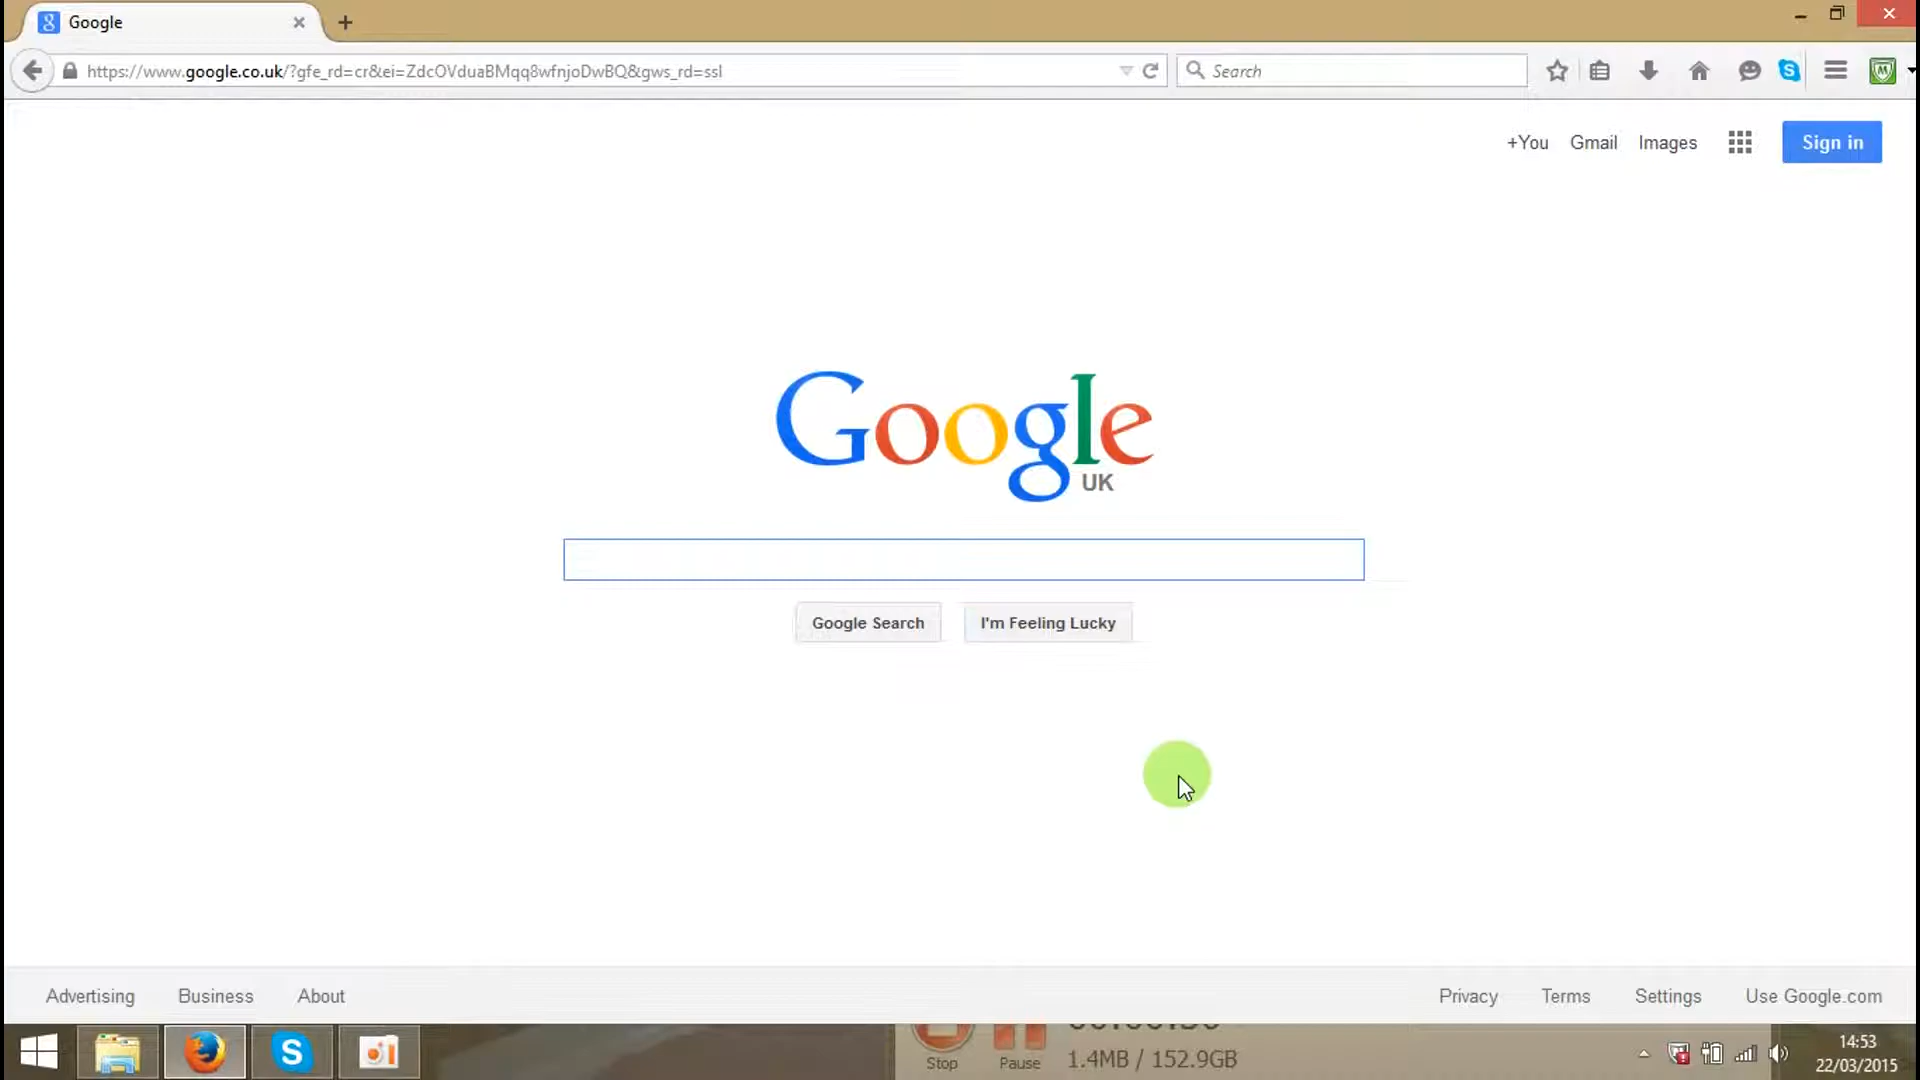 Google
https://www.google.co.uk/?gfe_rd=cr&ei=ZdcOVduaBMqq8wfnjoDwBQ&gws_rd=ssl
Search
+You Gmail Images Sign in
Google
UK
Google Search I'm Feeling Lucky
Advertising Business About Privacy Terms Settings Use Google.com
Stop Pause 1.4MB / 152.9GB
14:53
22/03/2015